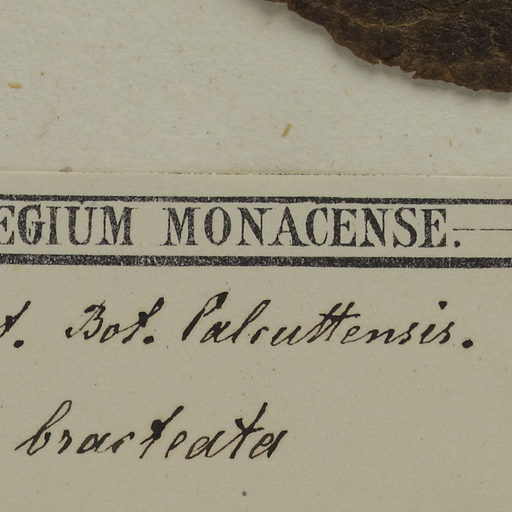 EGIUM MONACENSE.
t. Bot. Calcuttensis.
bracteata